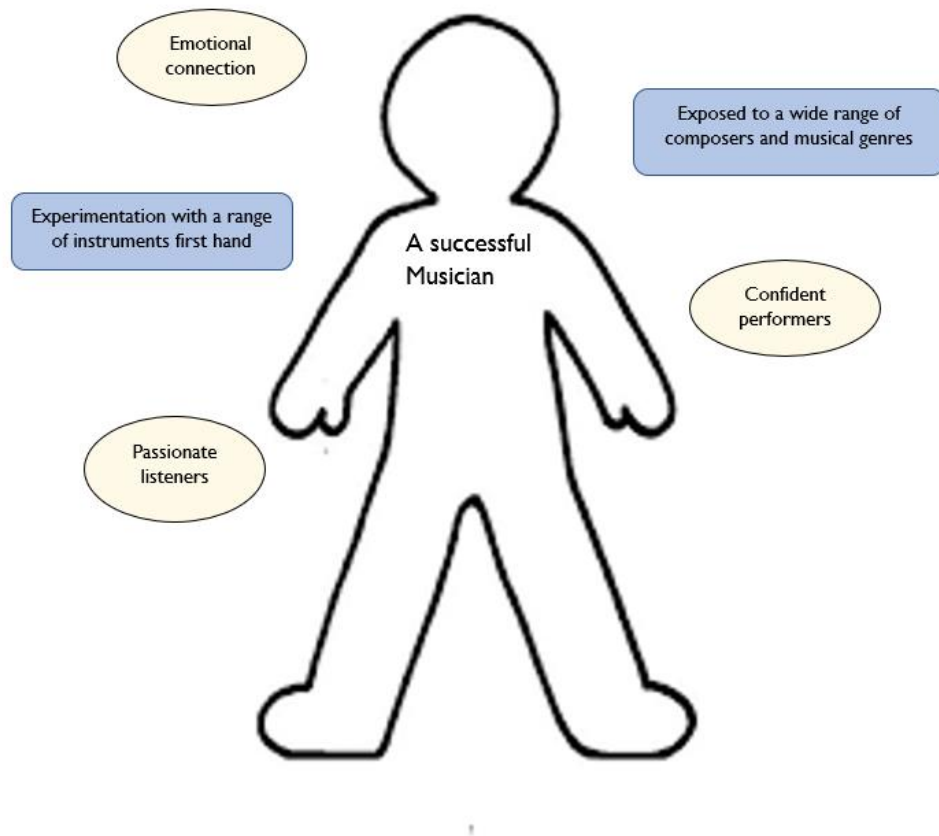 Emotional
connection
Exposed to a wide range of
composers and musical genres
Experimentation with a range
of instruments first hand
A successful
Musician
Confident
performers
Passionate
listeners